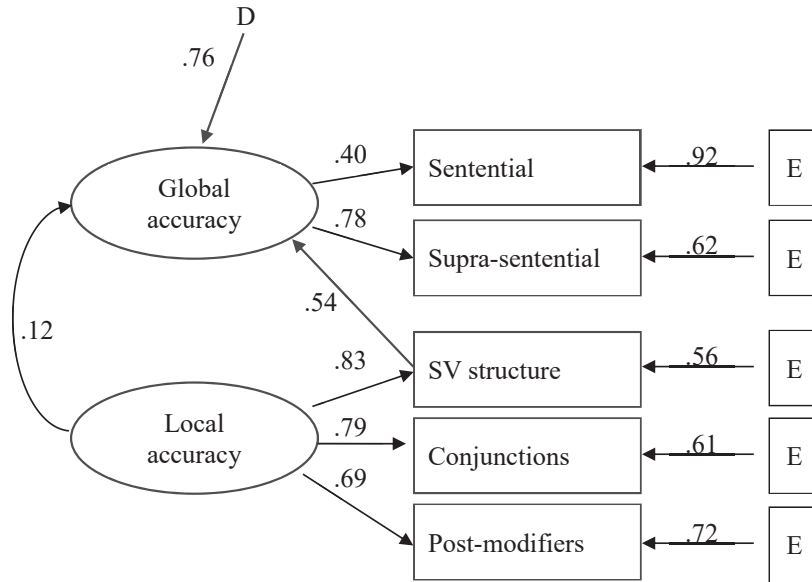 D
.76
Global
accuracy
.40
Sentential
.92
E
.78
Supra-sentential
.62
E
.54
.12
.83
SV structure
.56
E
Local
accuracy
.79
Conjunctions
.61
E
.69
Post-modifiers
.72
E